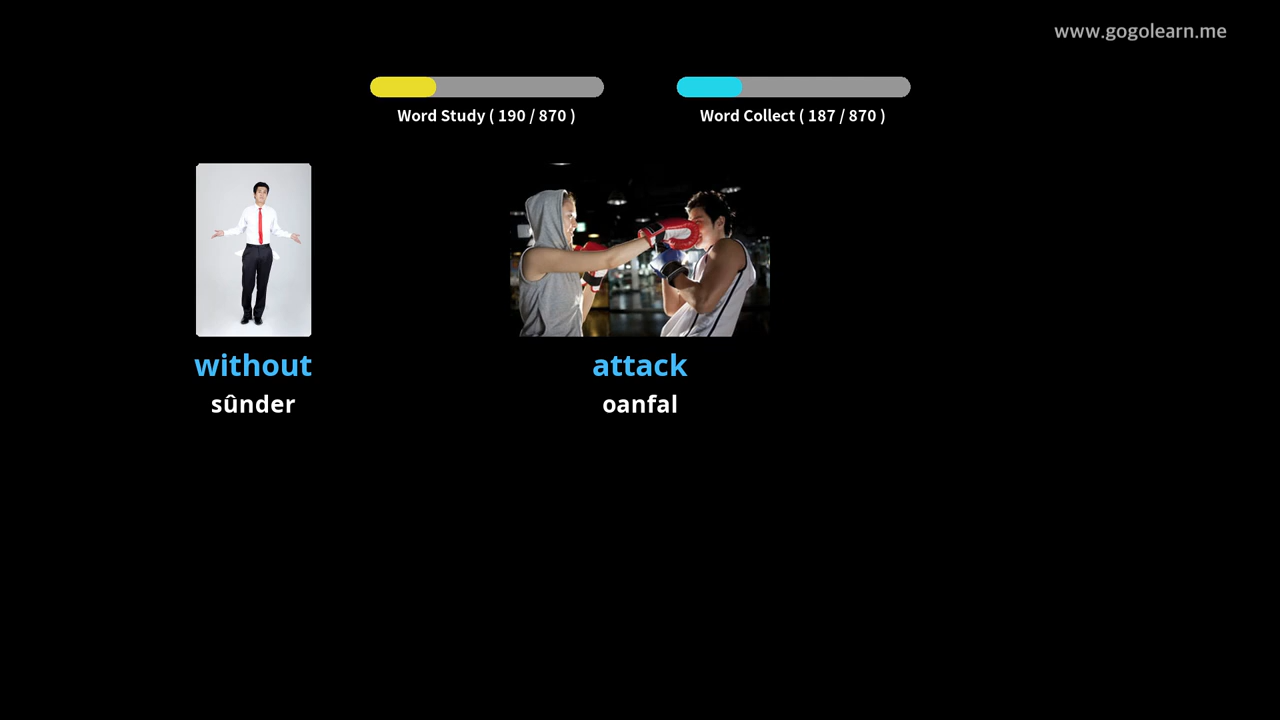 www.gogolearn.me
Word Study ( 190 / 870 )
Word Collect ( 187 / 870 )
without
sûnder
attack
oanfal